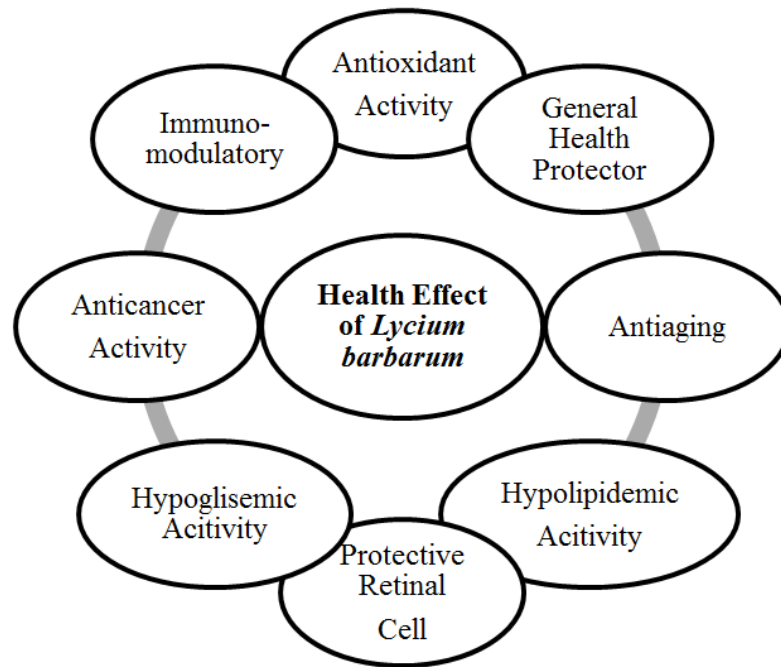 Antioxidant
Activity
General
Health
Protector
Immuno-
modulatory
Health Effect
of Lycium
barbarum
Anticancer
Activity
Antiaging
Hypoglisemic
Acitivity
Hypolipidemic
Acitivity
Protective
Retinal
Cell